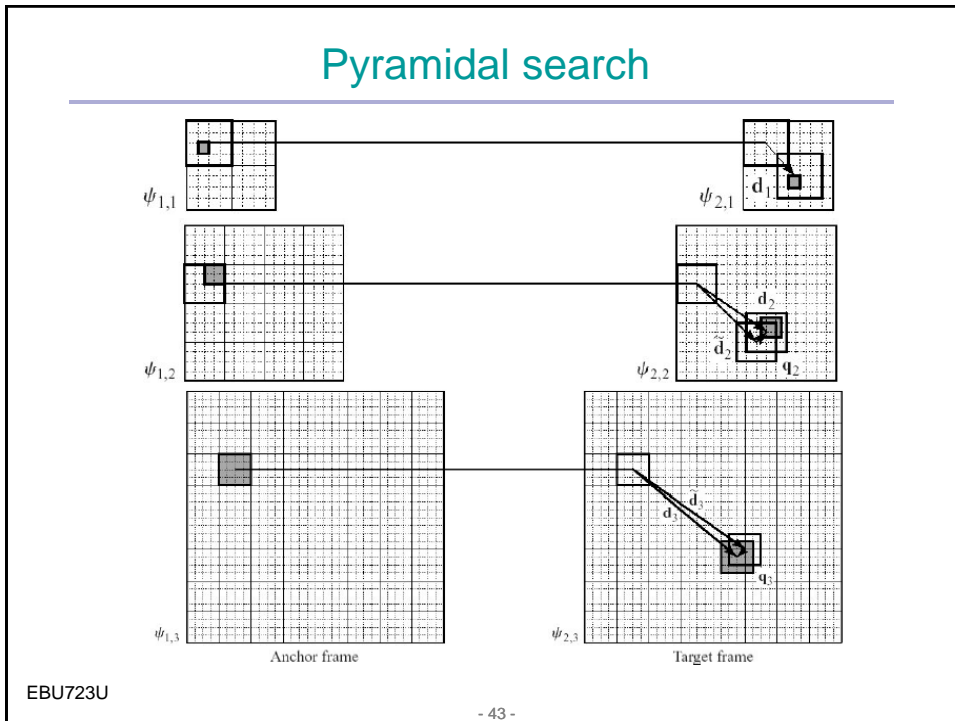 Pyramidal search
ψ1,1
ψ2,1
d1
ψ1,2
ψ2,2
d2
d̃2
q2
ψ1,3
ψ2,3
d̃3
d3
q3
Anchor frame
Target frame
EBU723U
- 43 -